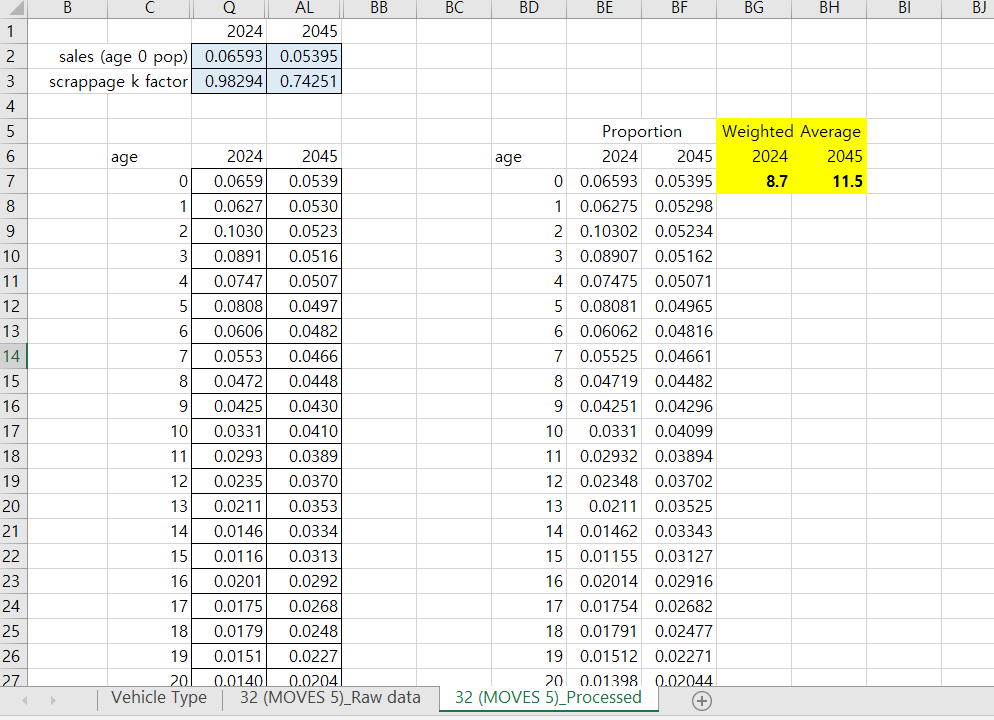 B C Q AL BB BC BD BE BF BG BH BI BJ
1 2024 2045
2 sales (age 0 pop) 0.06593 0.05395
3 scrappage k factor 0.98294 0.74251
4
5 Proportion Weighted Average
6 age 2024 2045 age 2024 2045 2024 2045
7 0 0.0659 0.0539 0 0.06593 0.05395 8.7 11.5
8 1 0.0627 0.0530 1 0.06275 0.05298
9 2 0.1030 0.0523 2 0.10302 0.05234
10 3 0.0891 0.0516 3 0.08907 0.05162
11 4 0.0747 0.0507 4 0.07475 0.05071
12 5 0.0808 0.0497 5 0.08081 0.04965
13 6 0.0606 0.0482 6 0.06062 0.04816
14 7 0.0553 0.0466 7 0.05525 0.04661
15 8 0.0472 0.0448 8 0.04719 0.04482
16 9 0.0425 0.0430 9 0.04251 0.04296
17 10 0.0331 0.0410 10 0.0331 0.04099
18 11 0.0293 0.0389 11 0.02932 0.03894
19 12 0.0235 0.0370 12 0.02348 0.03702
20 13 0.0211 0.0353 13 0.0211 0.03525
21 14 0.0146 0.0334 14 0.01462 0.03343
22 15 0.0116 0.0313 15 0.01155 0.03127
23 16 0.0201 0.0292 16 0.02014 0.02916
24 17 0.0175 0.0268 17 0.01754 0.02682
25 18 0.0179 0.0248 18 0.01791 0.02477
26 19 0.0151 0.0227 19 0.01512 0.02271
27 20 0.0140 0.0204 20 0.01398 0.02044
Vehicle Type 32 (MOVES 5)_Raw data 32 (MOVES 5)_Processed